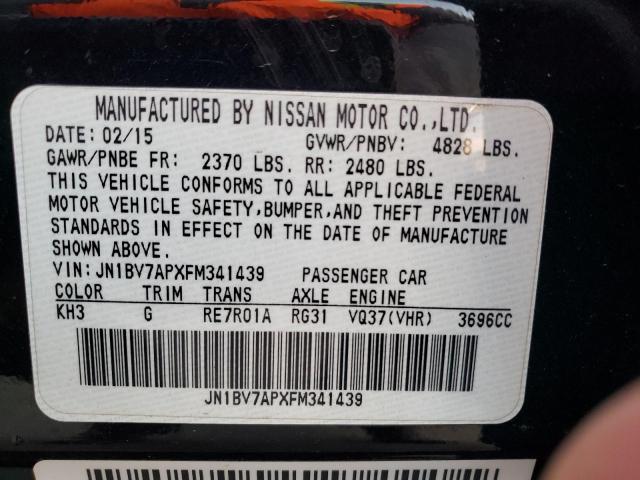 MANUFACTURED BY NISSAN MOTOR CO.,LTD.
DATE: 02/15 GVWR/PNBV: 4828 LBS.
GAWR/PNBE FR: 2370 LBS. RR: 2480 LBS.
THIS VEHICLE CONFORMS TO ALL APPLICABLE FEDERAL
MOTOR VEHICLE SAFETY,BUMPER,AND THEFT PREVENTION
STANDARDS IN EFFECT ON THE DATE OF MANUFACTURE
SHOWN ABOVE.
VIN: JN1BV7APXFM341439 PASSENGER CAR
COLOR TRIM TRANS AXLE ENGINE
KH3 G RE7R01A RG31 VQ37(VHR) 3696CC
JN1BV7APXFM341439